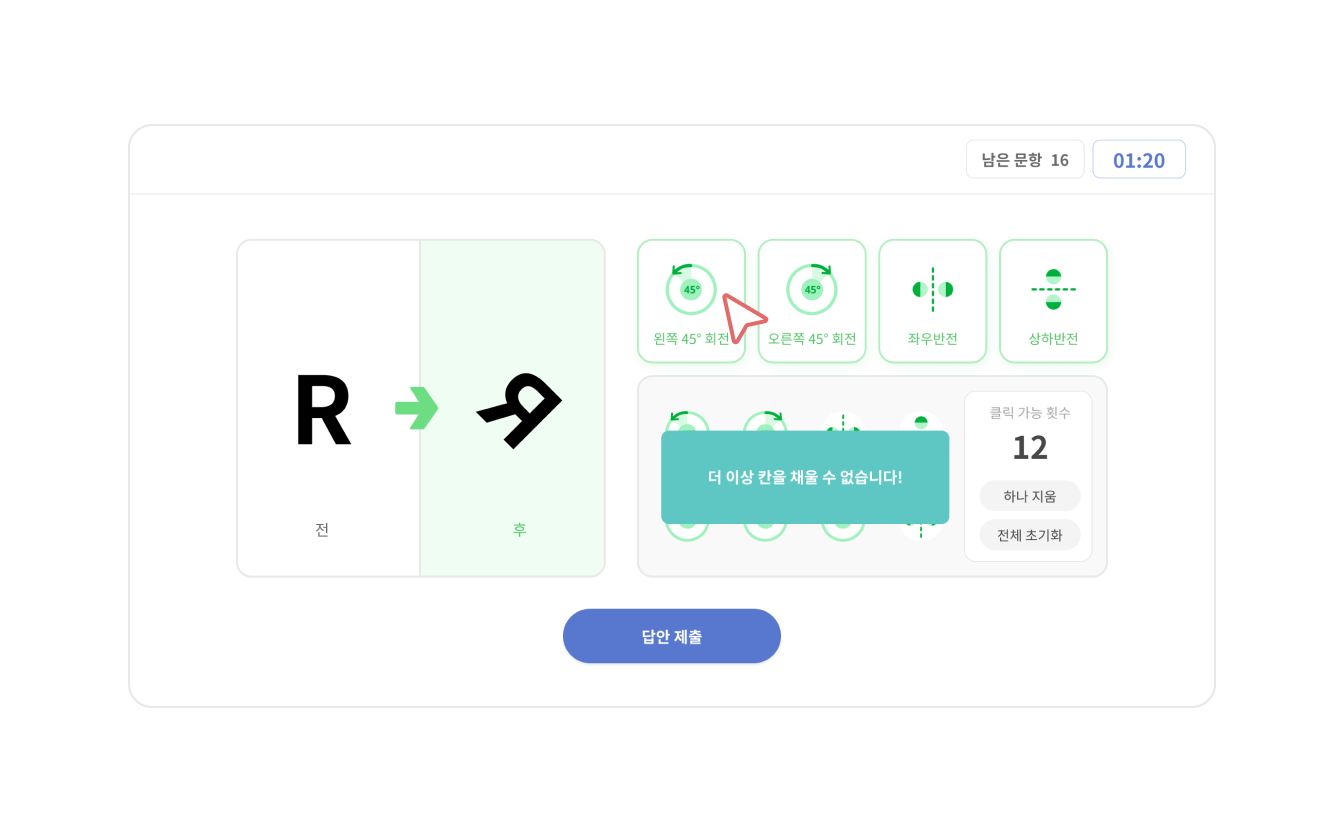 남은 문항 16
01:20
45°
왼쪽 45° 회전
45°
오른쪽 45° 회전
좌우반전
상하반전
R
R
전
후
더 이상 칸을 채울 수 없습니다!
클릭 가능 횟수
12
하나 지움
전체 초기화
답안 제출